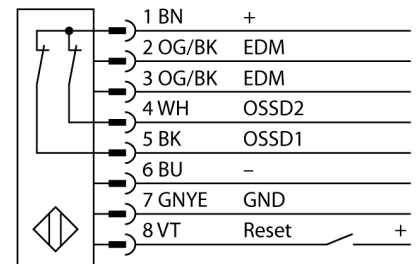 1 BN +
2 OG/BK EDM
3 OG/BK EDM
4 WH OSSD2
5 BK OSSD1
6 BU –
7 GNYE GND
8 VT Reset +